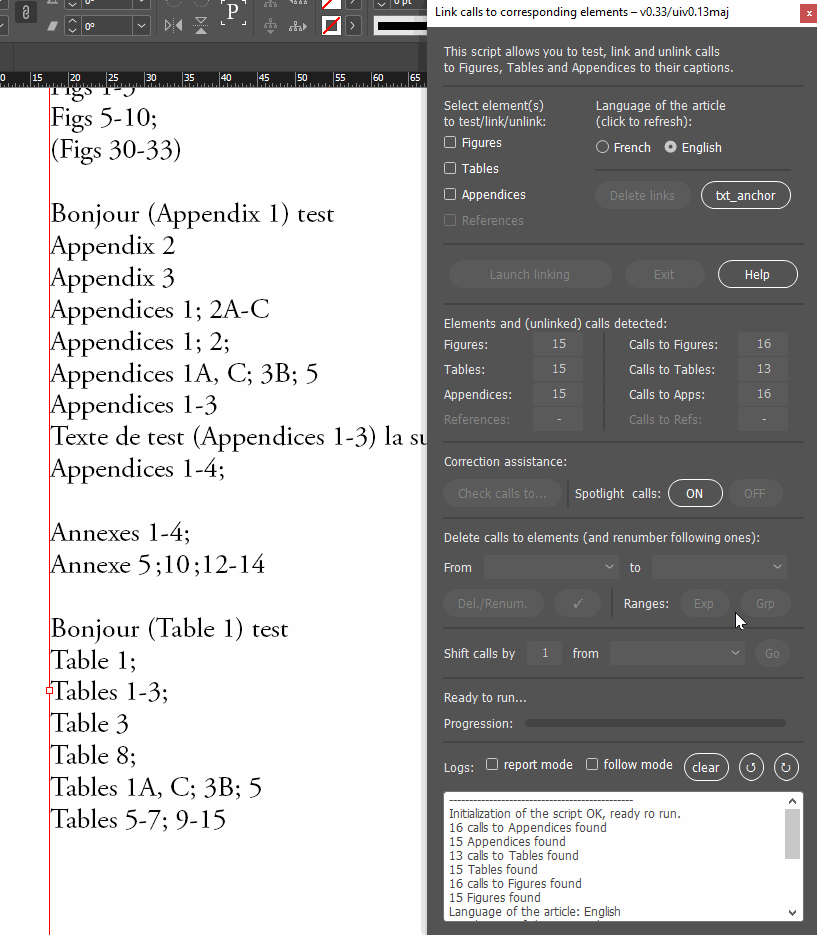 Link calls to corresponding elements – v0.33/uiv0.13maj
x
0°
0°
P
0 pt
0 15 20 25 30 35 40 45 50 55 60 65
Figs 1-5
Figs 5-10;
(Figs 30-33)
Bonjour (Appendix 1) test
Appendix 2
Appendix 3
Appendices 1; 2A-C
Appendices 1; 2;
Appendices 1A, C; 3B; 5
Appendices 1-3
Texte de test (Appendices 1-3) la su
Appendices 1-4;
Annexes 1-4;
Annexe 5 ;10 ;12-14
Bonjour (Table 1) test
Table 1;
Tables 1-3;
Table 3
Table 8;
Tables 1A, C; 3B; 5
Tables 5-7; 9-15
This script allows you to test, link and unlink calls
to Figures, Tables and Appendices to their captions.
Select element(s)
to test/link/unlink:
Figures
Tables
Appendices
References
Language of the article
(click to refresh):
French English
Delete links txt_anchor
Launch linking Exit Help
Elements and (unlinked) calls detected:
Figures: 15 Calls to Figures: 16
Tables: 15 Calls to Tables: 13
Appendices: 15 Calls to Apps: 16
References: - Calls to Refs: -
Correction assistance:
Check calls to... Spotlight calls: ON OFF
Delete calls to elements (and renumber following ones):
From to
Del./Renum. ✓ Ranges: Exp Grp
Shift calls by 1 from Go
Ready to run...
Progression:
Logs: report mode follow mode clear ↺ ↻
---------------------------------------------
Initialization of the script OK, ready ro run.
16 calls to Appendices found
15 Appendices found
13 calls to Tables found
15 Tables found
16 calls to Figures found
15 Figures found
Language of the article: English